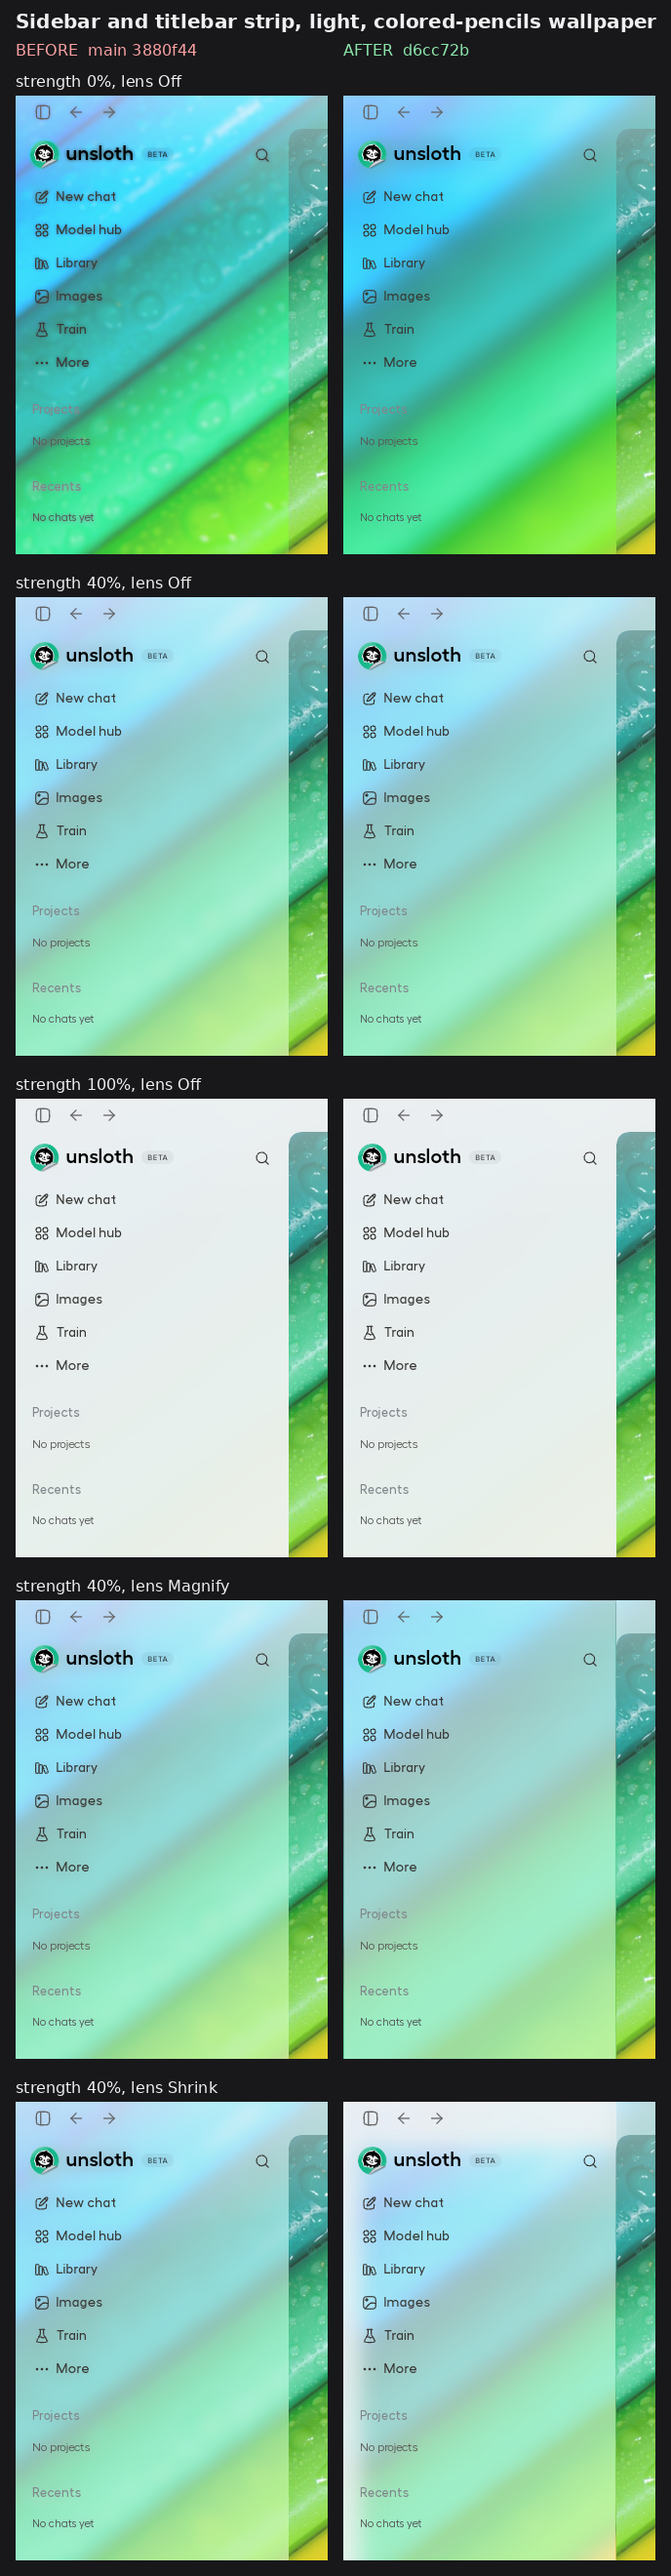 Sidebar and titlebar strip, light, colored-pencils wallpaper
BEFORE main 3880f44
AFTER d6cc72b
strength 0%, lens Off
unsloth BETA
New chat
Model hub
Library
Images
Train
More
Projects
No projects
Recents
No chats yet
unsloth BETA
New chat
Model hub
Library
Images
Train
More
Projects
No projects
Recents
No chats yet
strength 40%, lens Off
unsloth BETA
New chat
Model hub
Library
Images
Train
More
Projects
No projects
Recents
No chats yet
unsloth BETA
New chat
Model hub
Library
Images
Train
More
Projects
No projects
Recents
No chats yet
strength 100%, lens Off
unsloth BETA
New chat
Model hub
Library
Images
Train
More
Projects
No projects
Recents
No chats yet
unsloth BETA
New chat
Model hub
Library
Images
Train
More
Projects
No projects
Recents
No chats yet
strength 40%, lens Magnify
unsloth BETA
New chat
Model hub
Library
Images
Train
More
Projects
No projects
Recents
No chats yet
unsloth BETA
New chat
Model hub
Library
Images
Train
More
Projects
No projects
Recents
No chats yet
strength 40%, lens Shrink
unsloth BETA
New chat
Model hub
Library
Images
Train
More
Projects
No projects
Recents
No chats yet
unsloth BETA
New chat
Model hub
Library
Images
Train
More
Projects
No projects
Recents
No chats yet